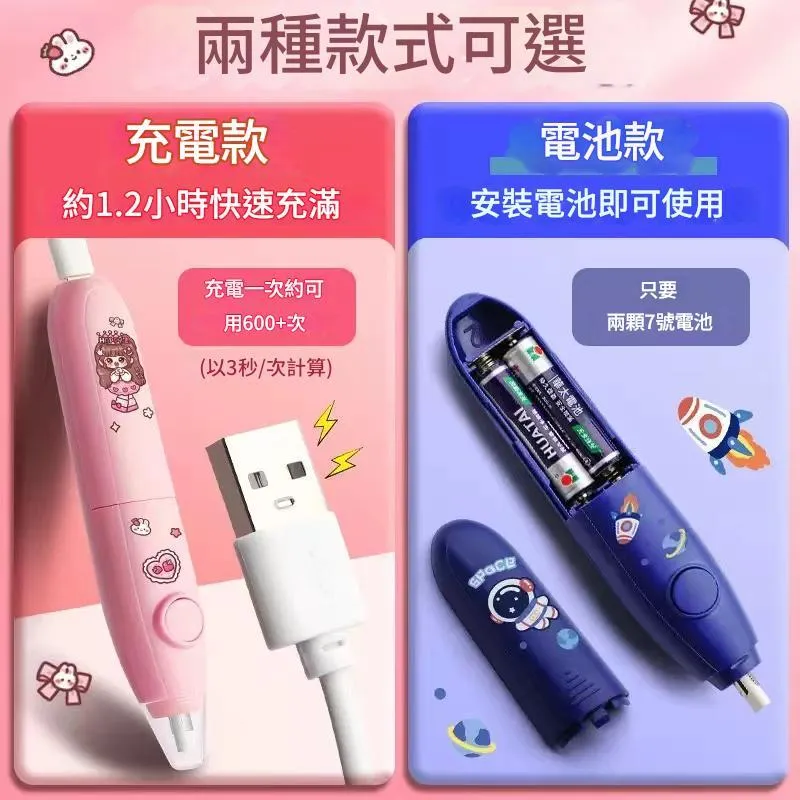 兩種款式可選
充電款
約1.2小時快速充滿
充電一次約可
用600+次
(以3秒/次計算)
電池款
安裝電池即可使用
只要
兩顆7號電池
HUATAI
SPACE